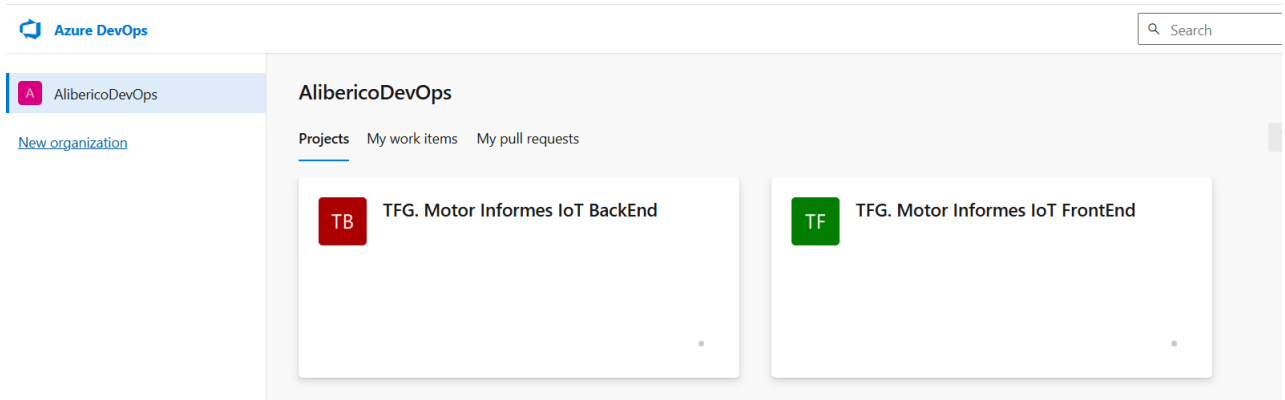 Azure DevOps
Search
A AlibericoDevOps
New organization
AlibericoDevOps
Projects My work items My pull requests
TB TFG. Motor Informes IoT BackEnd
TF TFG. Motor Informes IoT FrontEnd